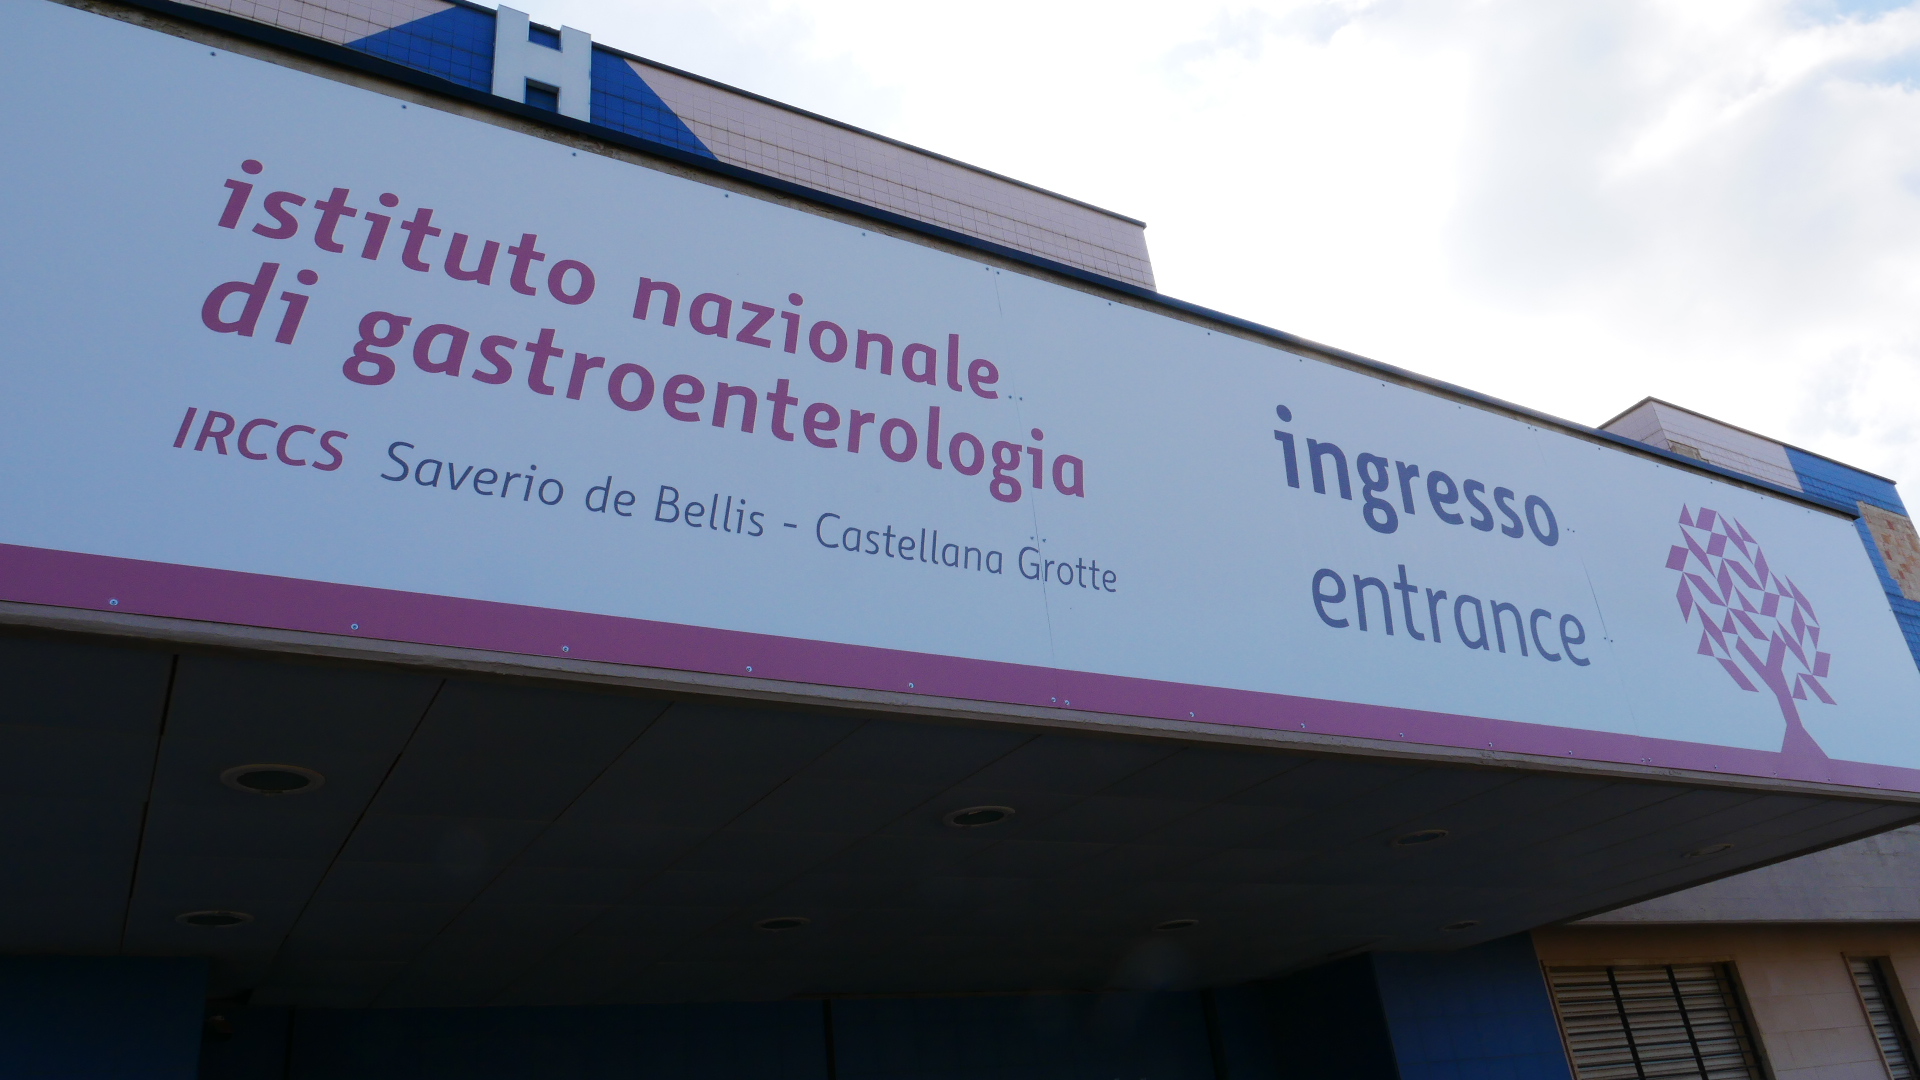 H
istituto nazionale
di gastroenterologia
IRCCS Saverio de Bellis - Castellana Grotte
ingresso
entrance